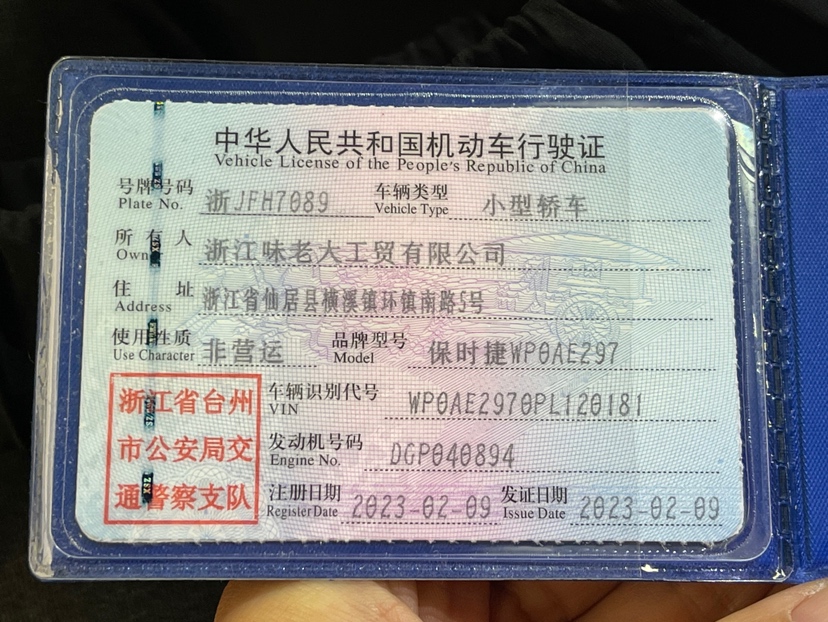 中华人民共和国机动车行驶证
Vehicle License of the People's Republic of China
号牌号码 浙JFH7089 车辆类型 小型轿车
Plate No. Vehicle Type
所有人 浙江味老大工贸有限公司
Owner
住址 浙江省仙居县横溪镇环镇南路5号
Address
使用性质 非营运 品牌型号 保时捷WP0AE297
Use Character Model
浙江省台州
市公安局交
通警察支队
车辆识别代号 WP0AE2970PL120181
VIN
发动机号码 DGP040894
Engine No.
注册日期 2023-02-09 发证日期 2023-02-09
Register Date Issue Date